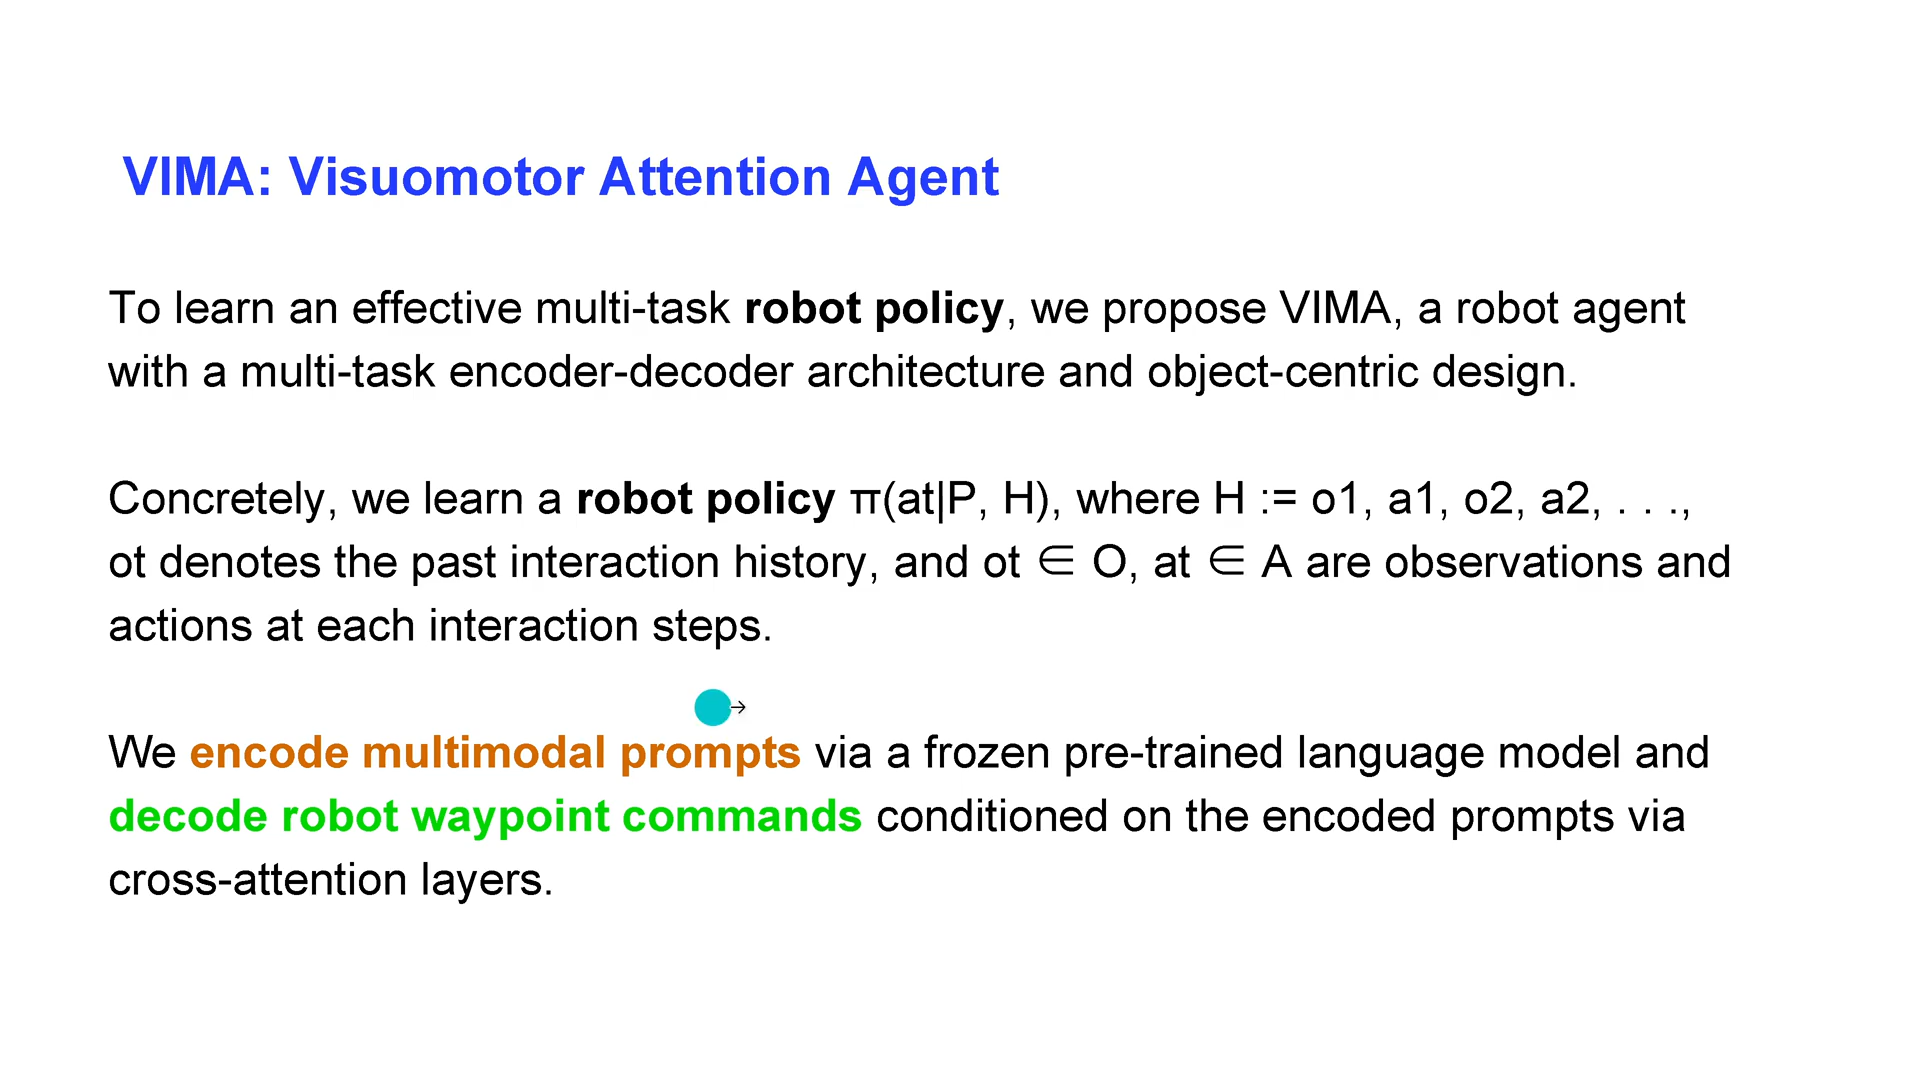 VIMA: Visuomotor Attention Agent
To learn an effective multi-task robot policy, we propose VIMA, a robot agent
with a multi-task encoder-decoder architecture and object-centric design.
Concretely, we learn a robot policy π(at|P, H), where H := o1, a1, o2, a2, . . .,
ot denotes the past interaction history, and ot ∈ O, at ∈ A are observations and
actions at each interaction steps.
We encode multimodal prompts via a frozen pre-trained language model and
decode robot waypoint commands conditioned on the encoded prompts via
cross-attention layers.